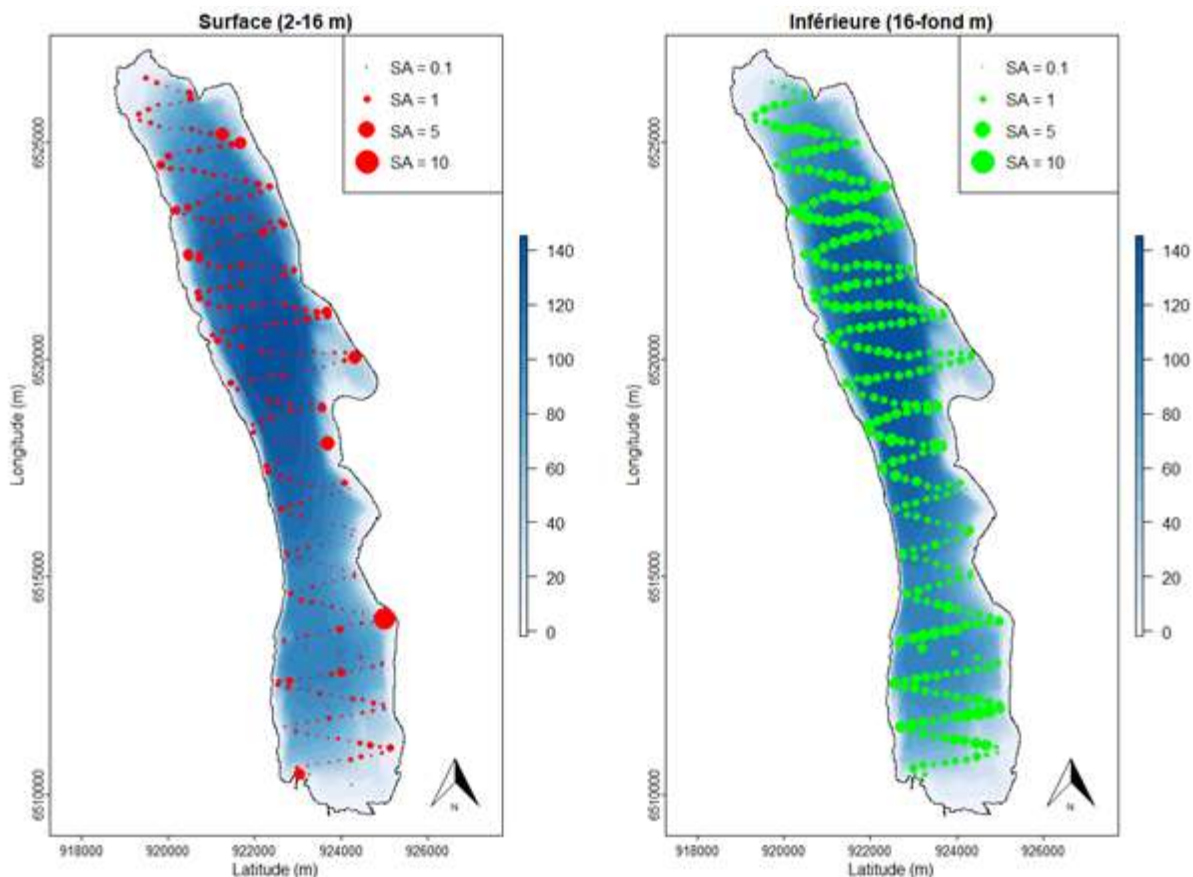 Surface (2-16 m)
918000 920000 922000 924000 926000
6510000 6515000 6520000 6525000
Latitude (m)
Longitude (m)
SA = 0.1
SA = 1
SA = 5
SA = 10
140
120
100
80
60
40
20
0
N
Inférieure (16-fond m)
918000 920000 922000 924000 926000
6510000 6515000 6520000 6525000
Latitude (m)
Longitude (m)
SA = 0.1
SA = 1
SA = 5
SA = 10
140
120
100
80
60
40
20
0
N